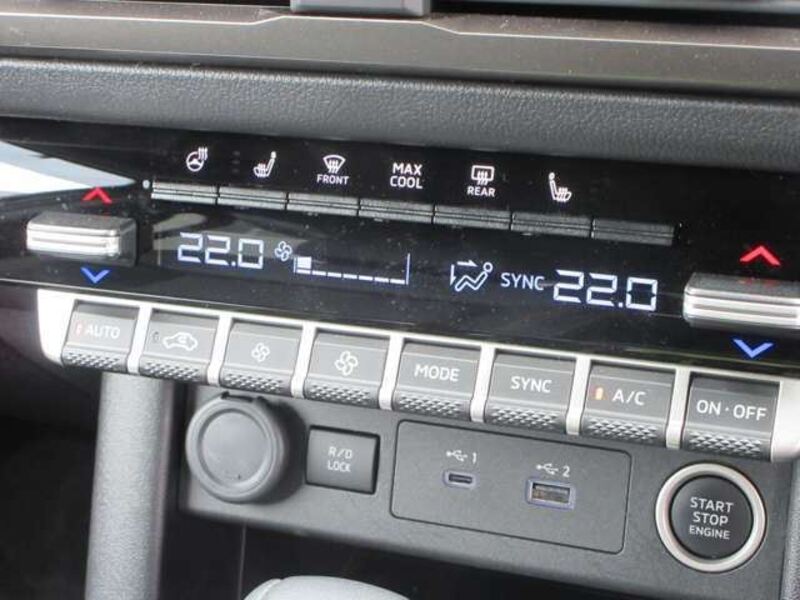 FRONT
MAX
COOL
REAR
22.0
SYNC 22.0
AUTO
MODE
SYNC
A/C
ON·OFF
R/D
LOCK
1
2
START
STOP
ENGINE